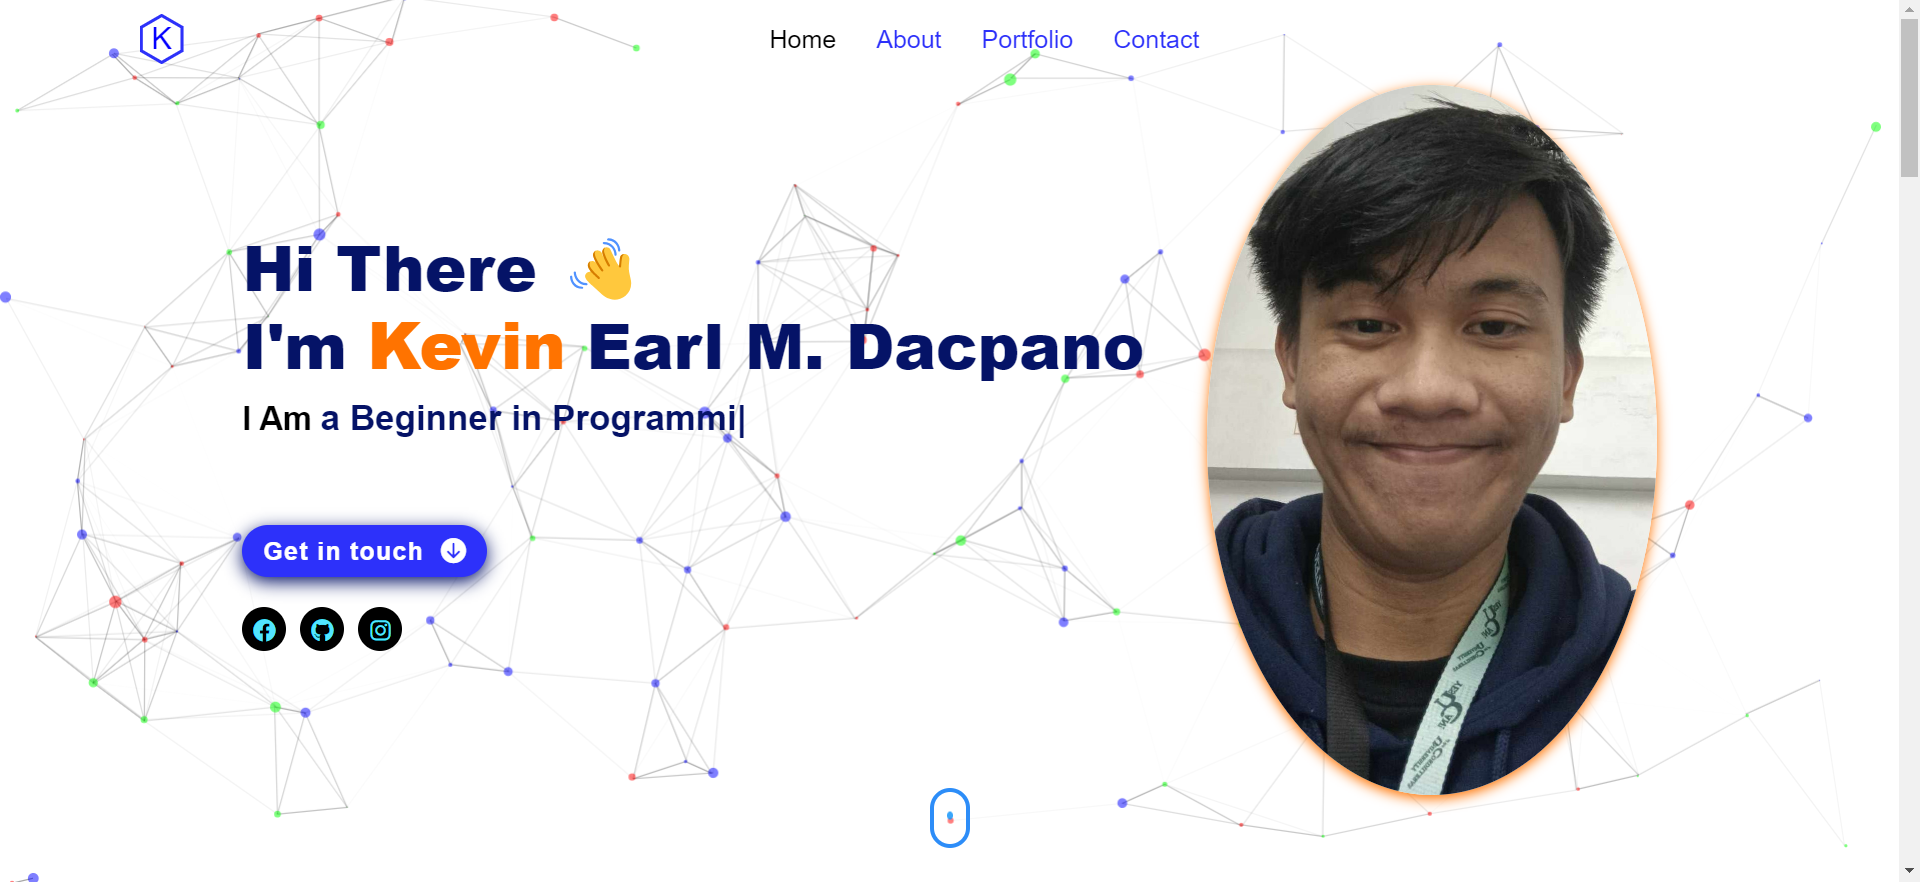 K
Home About Portfolio Contact
Hi There
I'm Kevin Earl M. Dacpano
I Am a Beginner in Programmi|
Get in touch